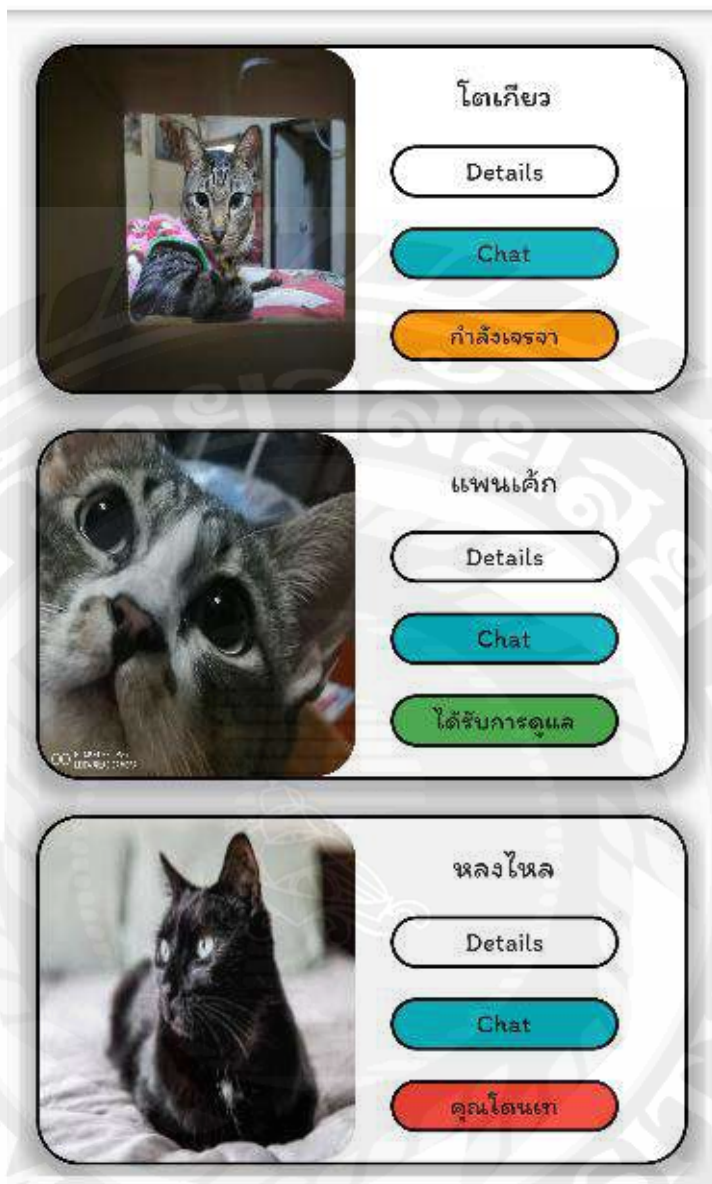 โตเกียว
Details
Chat
กำลังเจรจา
แพนเค้ก
Details
Chat
ได้รับการดูแล
หลงไหล
Details
Chat
คุณโดนเท